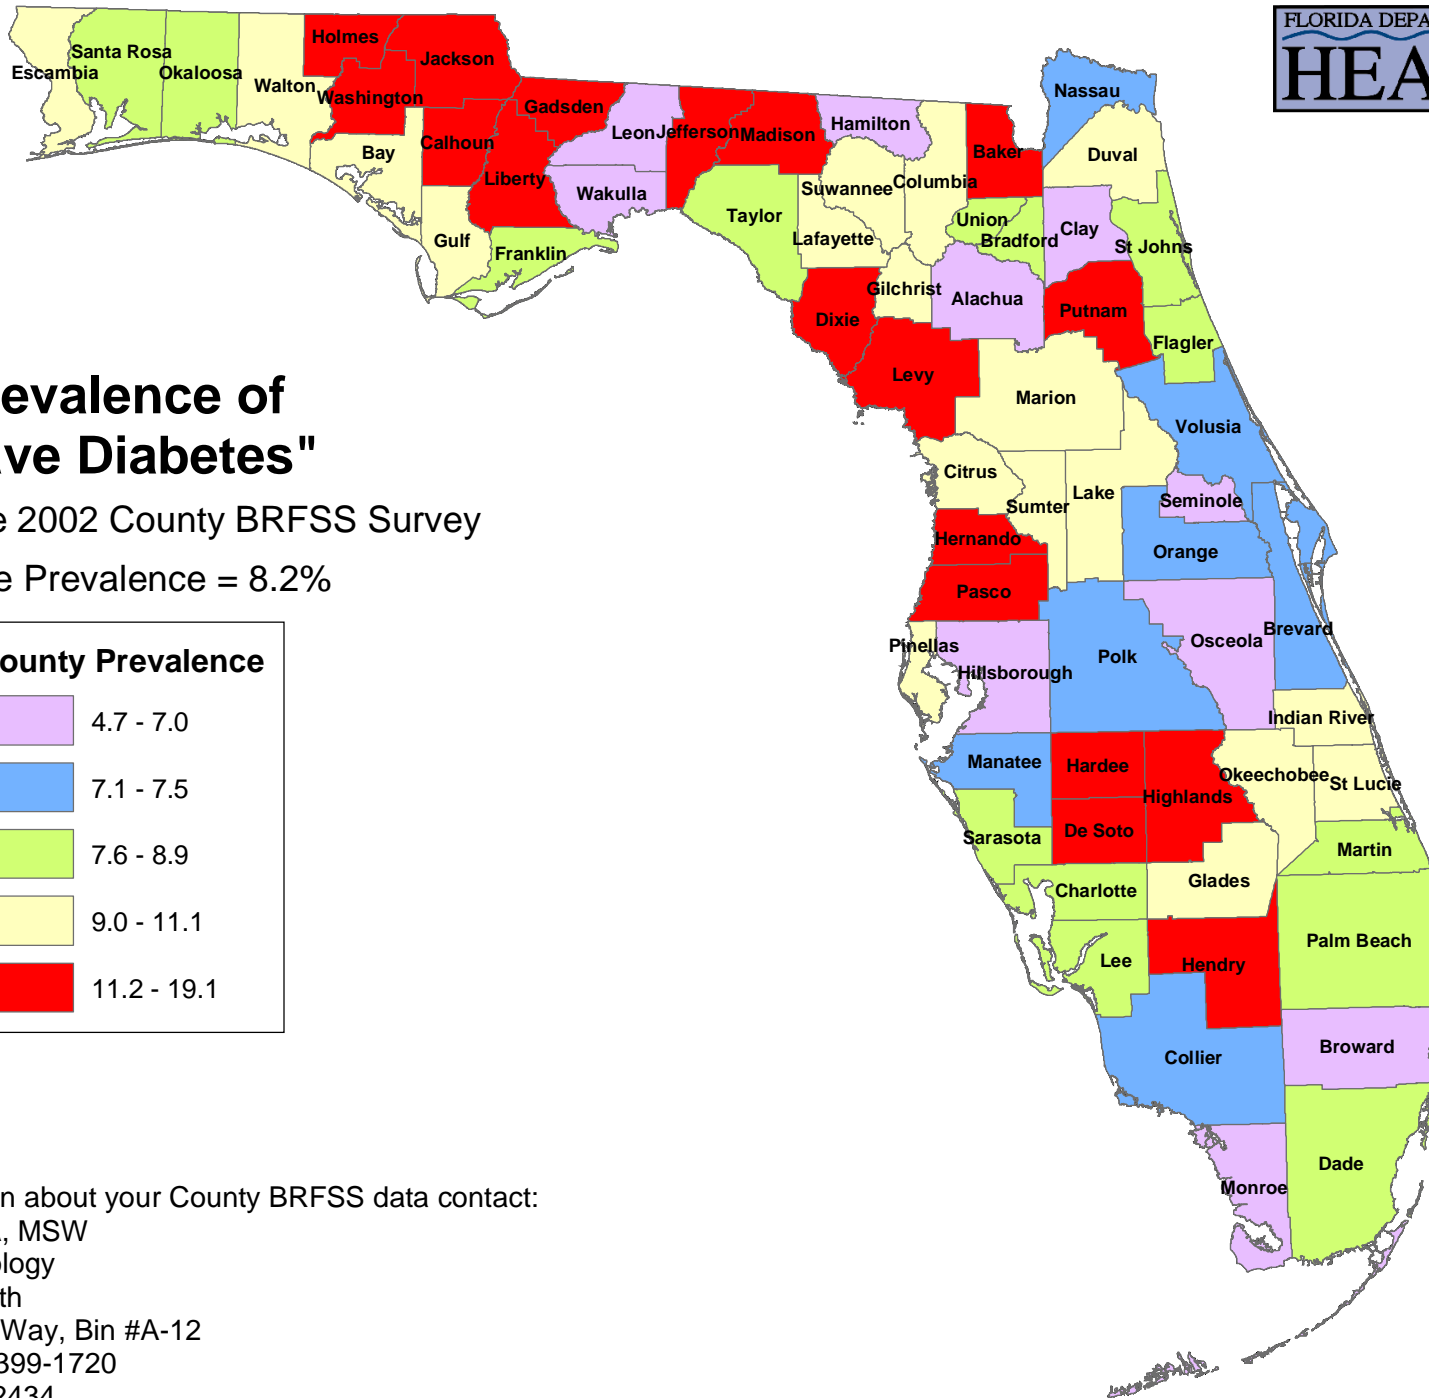 FLORIDA DEPA
HEA
Holmes
Jackson
Santa Rosa
Escambia
Okaloosa
Walton
Washington
Nassau
Gadsden
Hamilton
Leon
Jefferson
Madison
Calhoun
Bay
Baker
Duval
Liberty
Wakulla
Suwannee
Columbia
Taylor
Union
Clay
Gulf
Lafayette
Bradford
St Johns
Franklin
Gilchrist
Alachua
Dixie
Putnam
Flagler
Levy
Marion
Volusia
evalence of
ve Diabetes"
e 2002 County BRFSS Survey
e Prevalence = 8.2%
Citrus
Sumter
Lake
Seminole
Hernando
Orange
Pasco
Brevard
Pinellas
Osceola
Polk
Hillsborough
ounty Prevalence
4.7 - 7.0
7.1 - 7.5
7.6 - 8.9
9.0 - 11.1
11.2 - 19.1
Indian River
Manatee
Hardee
Okeechobee
St Lucie
Highlands
De Soto
Sarasota
Martin
Glades
Charlotte
Palm Beach
Lee
Hendry
Broward
Collier
Dade
Monroe
n about your County BRFSS data contact:
, MSW
ology
th
Way, Bin #A-12
399-1720
2434